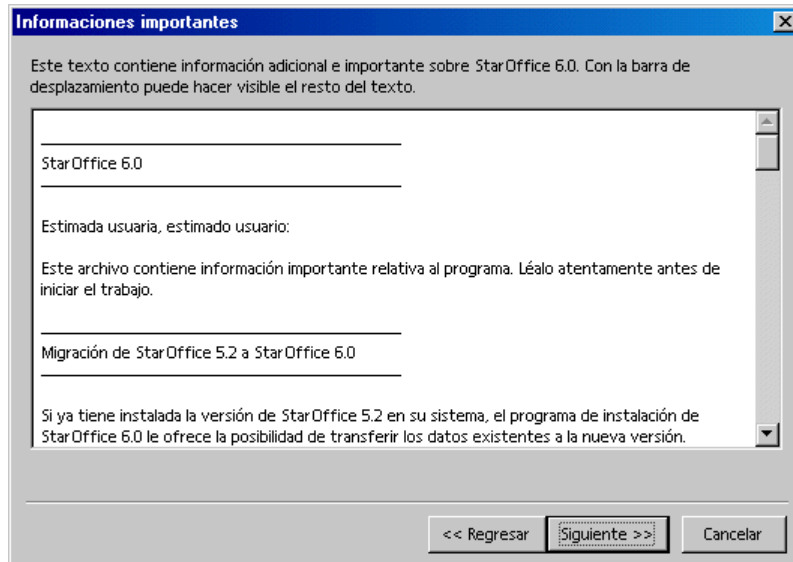 Informaciones importantes
Este texto contiene información adicional e importante sobre StarOffice 6.0. Con la barra de
desplazamiento puede hacer visible el resto del texto.
StarOffice 6.0
Estimada usuaria, estimado usuario:
Este archivo contiene información importante relativa al programa. Léalo atentamente antes de
iniciar el trabajo.
Migración de StarOffice 5.2 a StarOffice 6.0
Si ya tiene instalada la versión de StarOffice 5.2 en su sistema, el programa de instalación de
StarOffice 6.0 le ofrece la posibilidad de transferir los datos existentes a la nueva versión.
<< Regresar
Siguiente >>
Cancelar